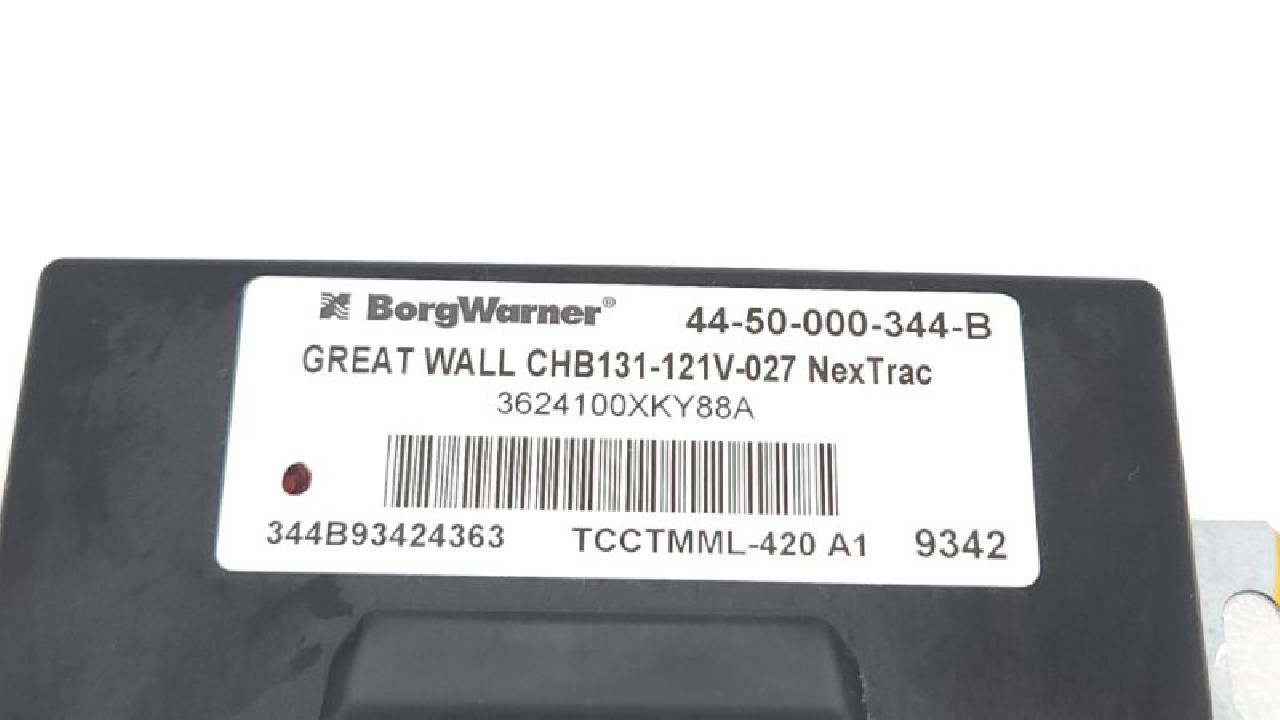 BorgWarner® 44-50-000-344-B
GREAT WALL CHB131-121V-027 NexTrac
3624100XKY88A
344B93424363 TCCTMML-420 A1 9342